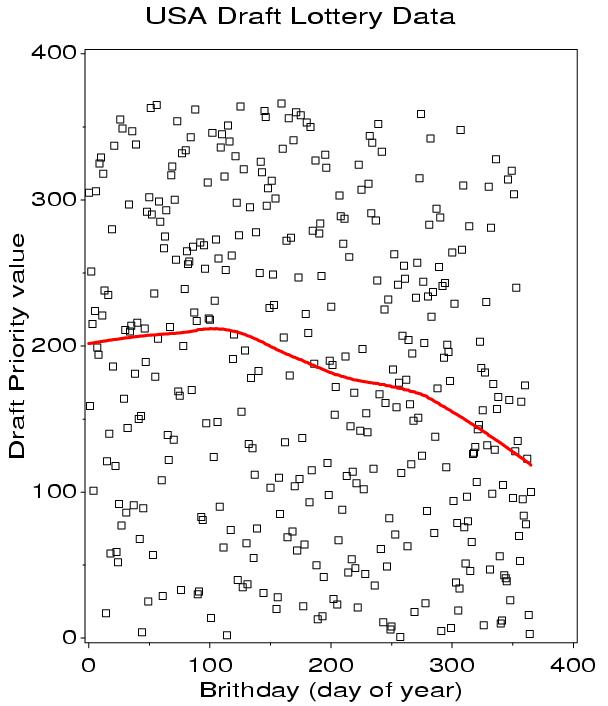 USA Draft Lottery Data
400
300
200
100
0
Draft Priority value
0 100 200 300 400
Brithday (day of year)